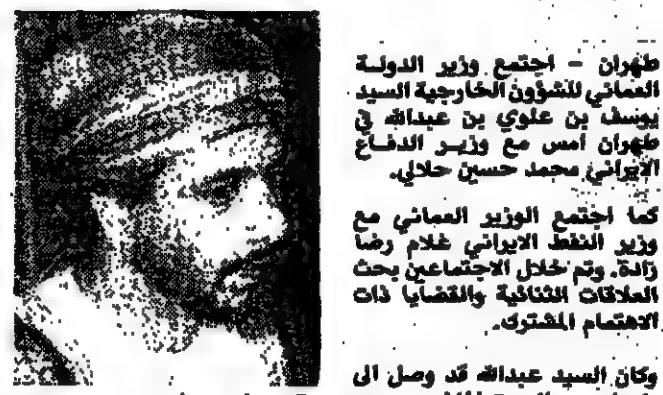 طهران – اجتمع وزير الدولة
العماني للشؤون الخارجية السيد
يوسف بن علوي بن عبدالله في
طهران امس مع وزير الدفاع
الايراني محمد حسين جلالي.
كما اجتمع الوزير العماني مع
وزير النفط الايراني غلام رضا
زادة. وتم خلال الاجتماعين بحث
العلاقات الثنائية والقضايا ذات
الاهتمام المشترك.
وكان السيد عبدالله قد وصل الى